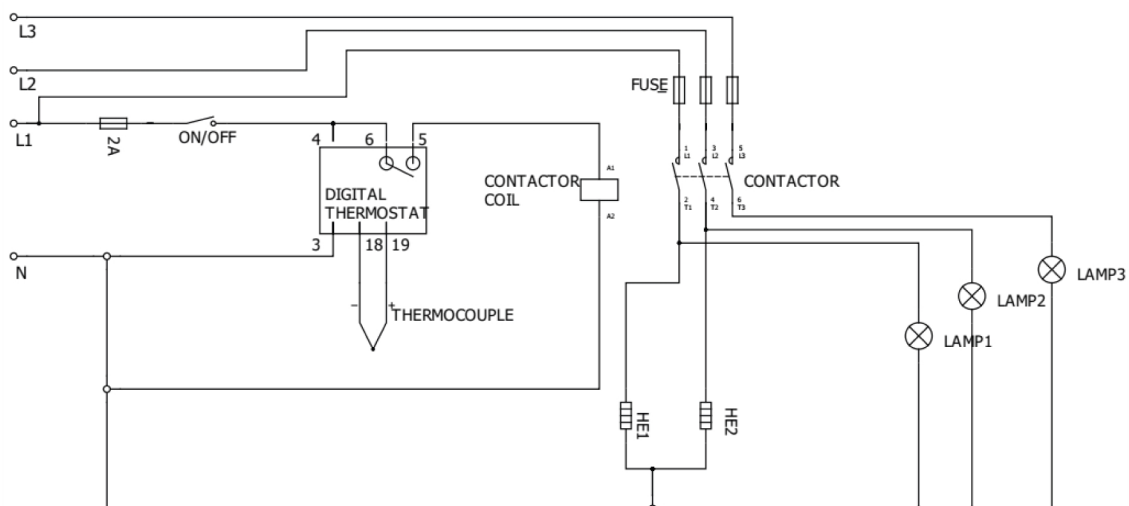 L3
L2
L1
2A
ON/OFF
4
6
5
DIGITAL
THERMOSTAT
3
18
19
N
-
+
THERMOCOUPLE
CONTACTOR
COIL
A1
A2
FUSE
1
L1
3
L2
5
L3
2
T1
4
T2
6
T3
CONTACTOR
HE1
HE2
LAMP1
LAMP2
LAMP3